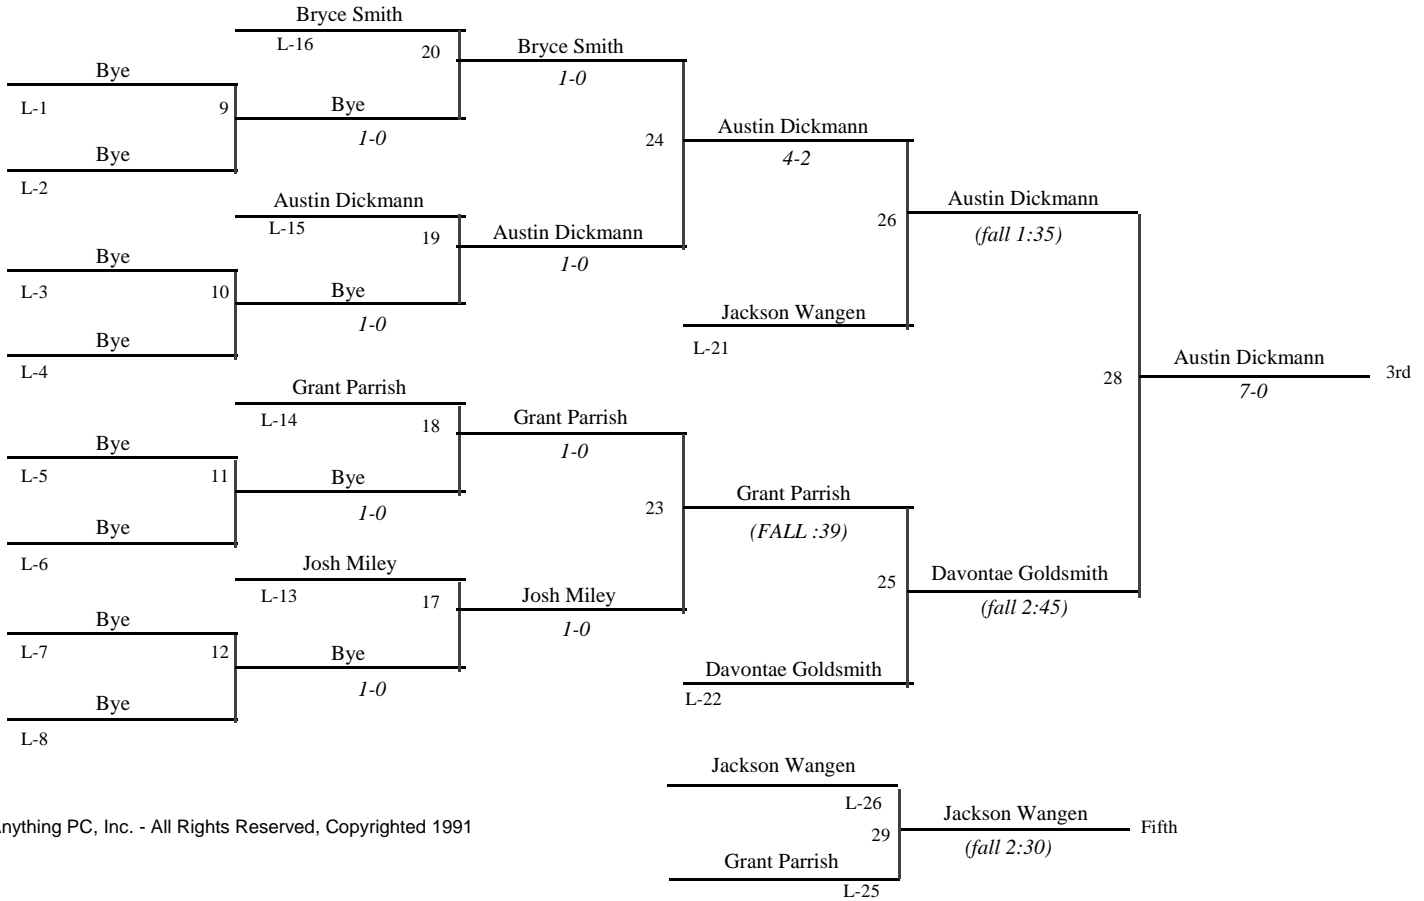 Bryce Smith
L-16
20
Bryce Smith
1-0
Bye
L-1
9
Bye
1-0
24
Austin Dickmann
4-2
Bye
L-2
Austin Dickmann
L-15
19
Austin Dickmann
1-0
26
Austin Dickmann
(fall 1:35)
Bye
L-3
10
Bye
1-0
Jackson Wangen
L-21
Bye
L-4
28
Austin Dickmann
7-0
3rd
Grant Parrish
L-14
18
Grant Parrish
1-0
Bye
L-5
11
Bye
1-0
23
Grant Parrish
(FALL :39)
Bye
L-6
Josh Miley
L-13
17
Josh Miley
1-0
25
Davontae Goldsmith
(fall 2:45)
Bye
L-7
12
Bye
1-0
Davontae Goldsmith
L-22
Bye
L-8
Jackson Wangen
L-26
29
Jackson Wangen
(fall 2:30)
Fifth
Grant Parrish
L-25
nything PC, Inc. - All Rights Reserved, Copyrighted 1991